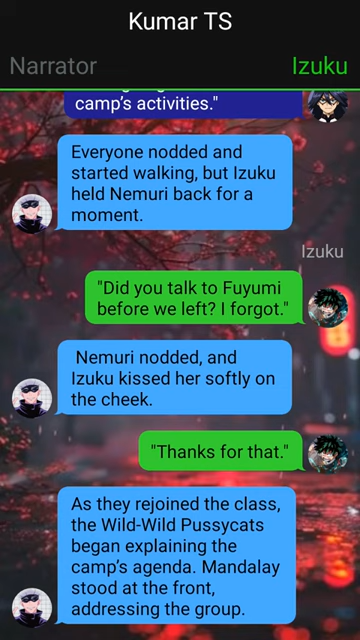 Kumar TS
Narrator
Izuku
camp's activities."
Everyone nodded and
started walking, but Izuku
held Nemuri back for a
moment.
Izuku
"Did you talk to Fuyumi
before we left? I forgot."
Nemuri nodded, and
Izuku kissed her softly on
the cheek.
"Thanks for that."
As they rejoined the class,
the Wild-Wild Pussycats
began explaining the
camp's agenda. Mandalay
stood at the front,
addressing the group.